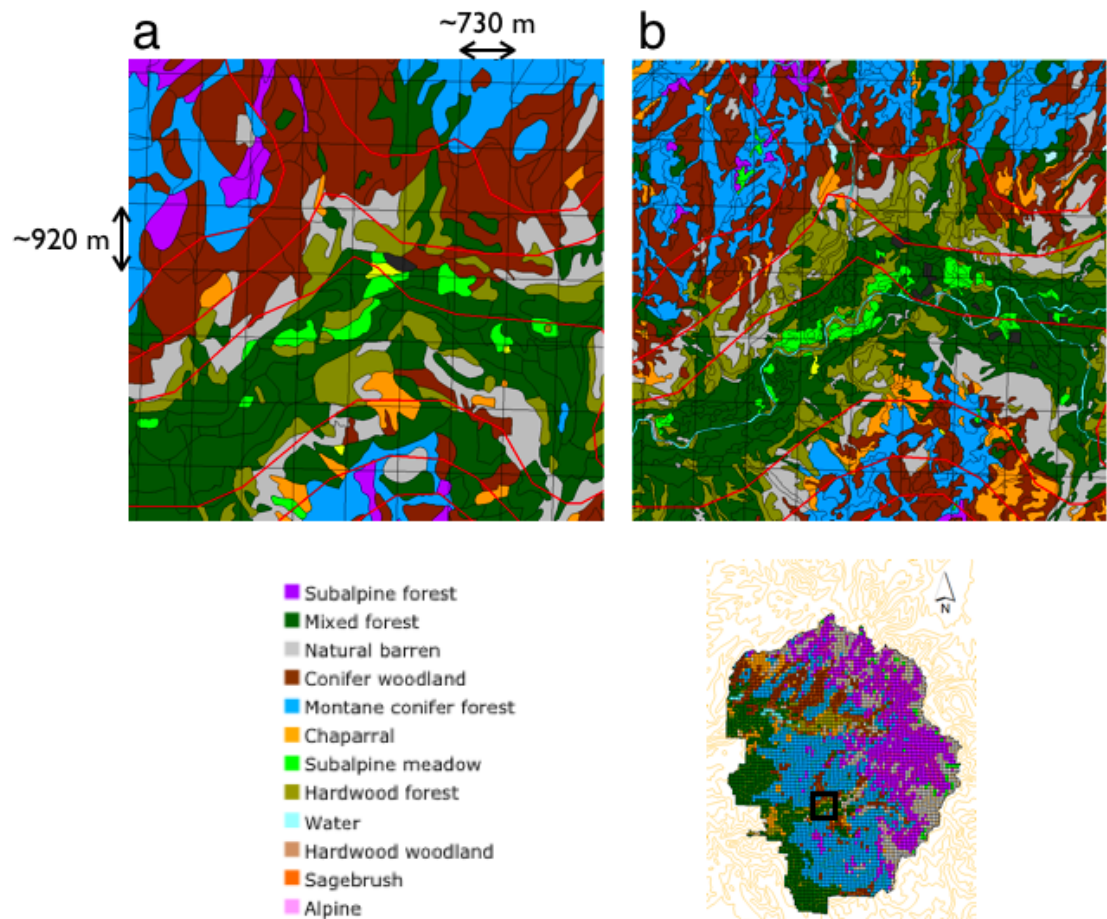 a
~730 m
b
~920 m
Subalpine forest
Mixed forest
Natural barren
Conifer woodland
Montane conifer forest
Chaparral
Subalpine meadow
Hardwood forest
Water
Hardwood woodland
Sagebrush
Alpine
N